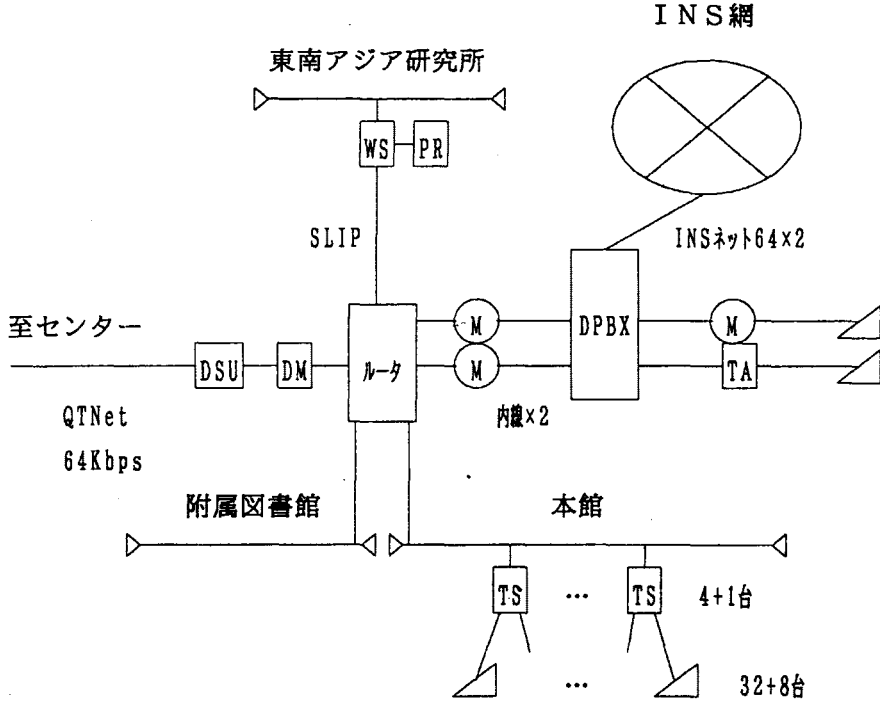 INS網
東南アジア研究所
WS
PR
SLIP
INSネット64×2
至センター
M
DPBX
M
DSU
DM
ルータ
M
TA
QTNet
64Kbps
内線×2
附属図書館
本館
TS
…
TS
4+1台
…
32+8台